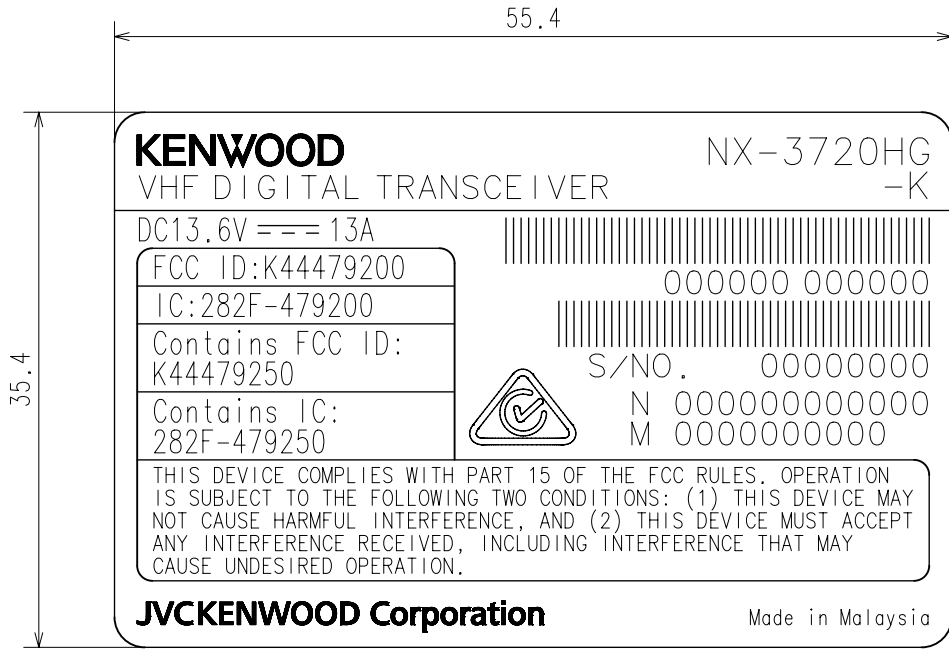 55.4
35.4
KENWOOD NX-3720HG
VHF DIGITAL TRANSCEIVER -K
DC13.6V 13A
FCC ID:K44479200
000000 000000
IC:282F-479200
Contains FCC ID:
K44479250
S/NO. 00000000
Contains IC:
282F-479250
N 000000000000
M 0000000000
THIS DEVICE COMPLIES WITH PART 15 OF THE FCC RULES. OPERATION
IS SUBJECT TO THE FOLLOWING TWO CONDITIONS: (1) THIS DEVICE MAY
NOT CAUSE HARMFUL INTERFERENCE, AND (2) THIS DEVICE MUST ACCEPT
ANY INTERFERENCE RECEIVED, INCLUDING INTERFERENCE THAT MAY
CAUSE UNDESIRED OPERATION.
JVCKENWOOD Corporation Made in Malaysia